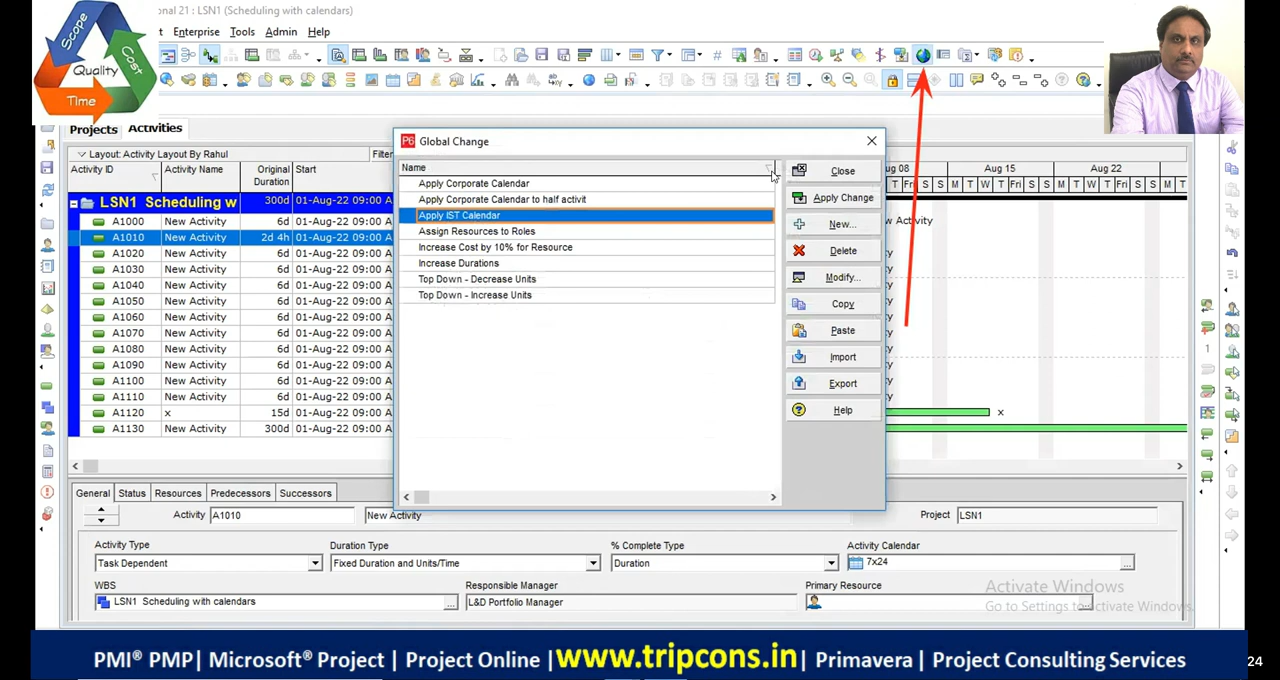 onal 21 : LSN1 (Scheduling with calendars)
Scope
Cost
Quality
Time
t Enterprise Tools Admin Help
Projects Activities
Layout: Activity Layout By Rahul Filter
Activity ID Activity Name Original Duration Start
LSN1 Scheduling w 300d 01-Aug-22 09:00 A
A1000 New Activity 6d 01-Aug-22 09:00 A
A1010 New Activity 2d 4h 01-Aug-22 09:00 A
A1020 New Activity 6d 01-Aug-22 09:00 A
A1030 New Activity 6d 01-Aug-22 09:00 A
A1040 New Activity 6d 01-Aug-22 09:00 A
A1050 New Activity 6d 01-Aug-22 09:00 A
A1060 New Activity 6d 01-Aug-22 09:00 A
A1070 New Activity 6d 01-Aug-22 09:00 A
A1080 New Activity 6d 01-Aug-22 09:00 A
A1090 New Activity 6d 01-Aug-22 09:00 A
A1100 New Activity 6d 01-Aug-22 09:00 A
A1110 New Activity 6d 01-Aug-22 09:00 A
A1120 x 15d 01-Aug-22 09:00 A
A1130 New Activity 300d 01-Aug-22 09:00 A
P6 Global Change
Name
Apply Corporate Calendar
Apply Corporate Calendar to half activit
Apply IST Calendar
Assign Resources to Roles
Increase Cost by 10% for Resource
Increase Durations
Top Down - Decrease Units
Top Down - Increase Units
Close
Apply Change
New...
Delete
Modify...
Copy
Paste
Import
Export
Help
ug 08 Aug 15 Aug 22
T Fri S S M T W T Fri S S M T W T Fri S S M T
w Activity
x
General Status Resources Predecessors Successors
Activity A1010 New Activity Project LSN1
Activity Type Duration Type % Complete Type Activity Calendar
Task Dependent Fixed Duration and Units/Time Duration 7x24
WBS Responsible Manager Primary Resource
LSN1 Scheduling with calendars L&D Portfolio Manager
Activate Windows
Go to Settings to activate Windows.
PMI® PMP| Microsoft® Project | Project Online |www.tripcons.in| Primavera | Project Consulting Services
24